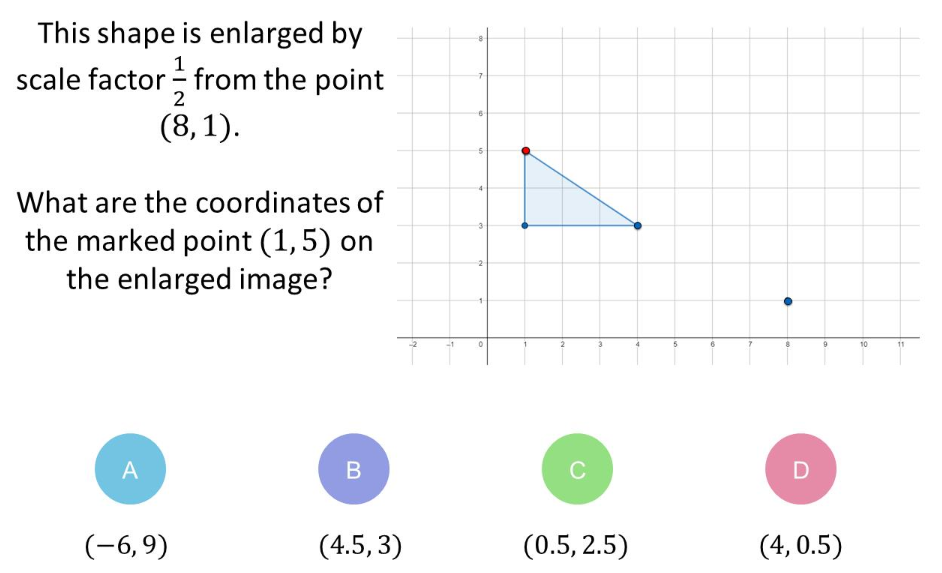 This shape is enlarged by
scale factor 1/2 from the point
(8, 1).
What are the coordinates of
the marked point (1, 5) on
the enlarged image?
8
7
6
5
4
3
2
1
−2 −1 0 1 2 3 4 5 6 7 8 9 10 11
A B C D
(−6, 9) (4.5, 3) (0.5, 2.5) (4, 0.5)